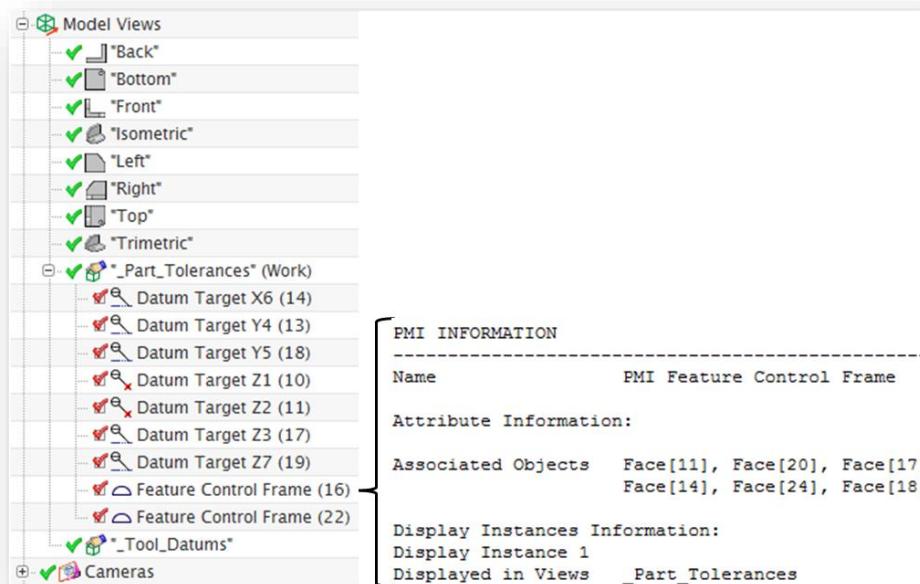 Model Views
"Back"
"Bottom"
"Front"
"Isometric"
"Left"
"Right"
"Top"
"Trimetric"
"_Part_Tolerances" (Work)
Datum Target X6 (14)
Datum Target Y4 (13)
Datum Target Y5 (18)
Datum Target Z1 (10)
Datum Target Z2 (11)
Datum Target Z3 (17)
Datum Target Z7 (19)
Feature Control Frame (16)
Feature Control Frame (22)
"_Tool_Datums"
Cameras
PMI INFORMATION
------------------------------------------------
Name PMI Feature Control Frame
Attribute Information:
Associated Objects Face[11], Face[20], Face[17
Face[14], Face[24], Face[18
Display Instances Information:
Display Instance 1
Displayed in Views _Part_Tolerances